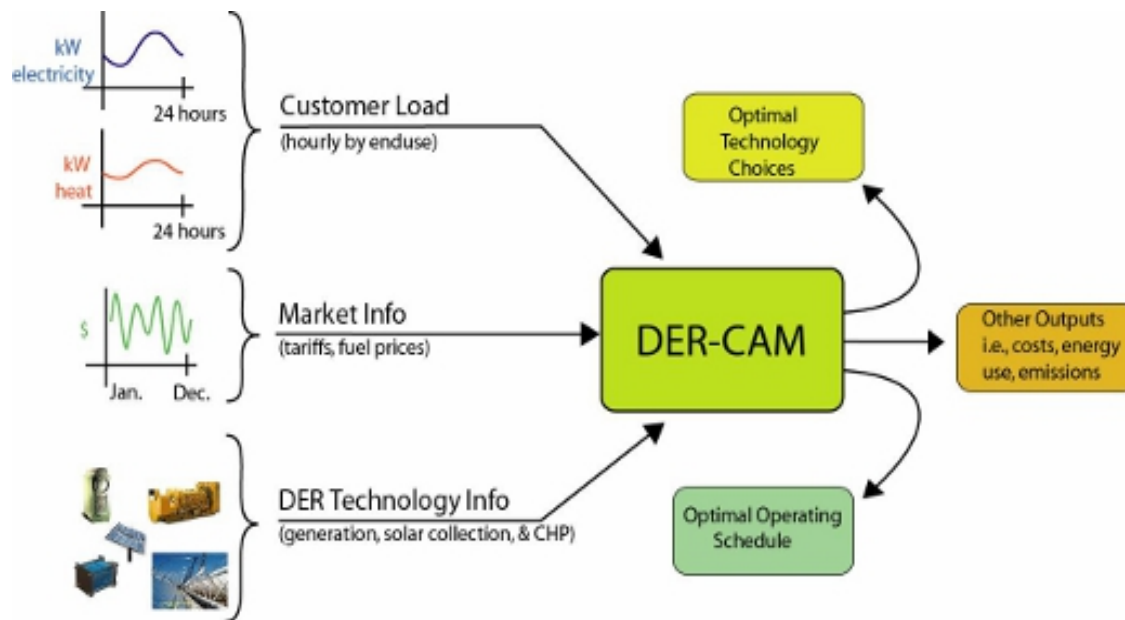 kW
electricity
24 hours
kW
heat
24 hours
Customer Load
(hourly by enduse)
$
Jan. Dec.
Market Info
(tariffs, fuel prices)
DER Technology Info
(generation, solar collection, & CHP)
DER-CAM
Optimal
Technology
Choices
Other Outputs
i.e., costs, energy
use, emissions
Optimal Operating
Schedule